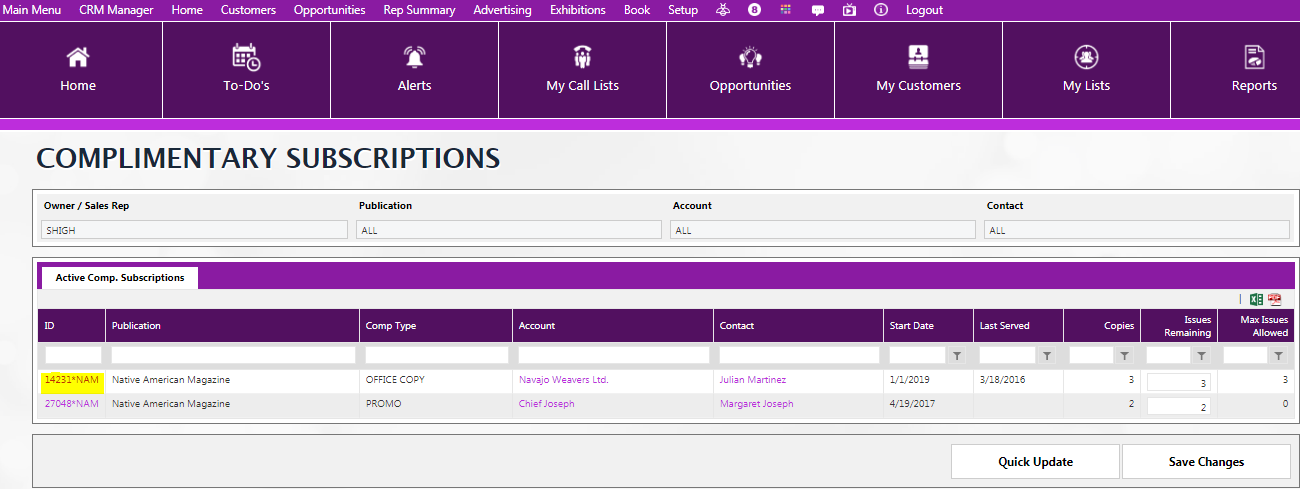 Main Menu CRM Manager Home Customers Opportunities Rep Summary Advertising Exhibitions Book Setup 8 Logout
Home To-Do's Alerts My Call Lists Opportunities My Customers My Lists Reports
COMPLIMENTARY SUBSCRIPTIONS
Owner / Sales Rep Publication Account Contact
SHIGH ALL ALL ALL
Active Comp. Subscriptions
ID Publication Comp Type Account Contact Start Date Last Served Copies Issues Remaining Max Issues Allowed
14231*NAM Native American Magazine OFFICE COPY Navajo Weavers Ltd. Julian Martinez 1/1/2019 3/18/2016 3 3 3
27048*NAM Native American Magazine PROMO Chief Joseph Margaret Joseph 4/19/2017 2 2 0
Quick Update Save Changes